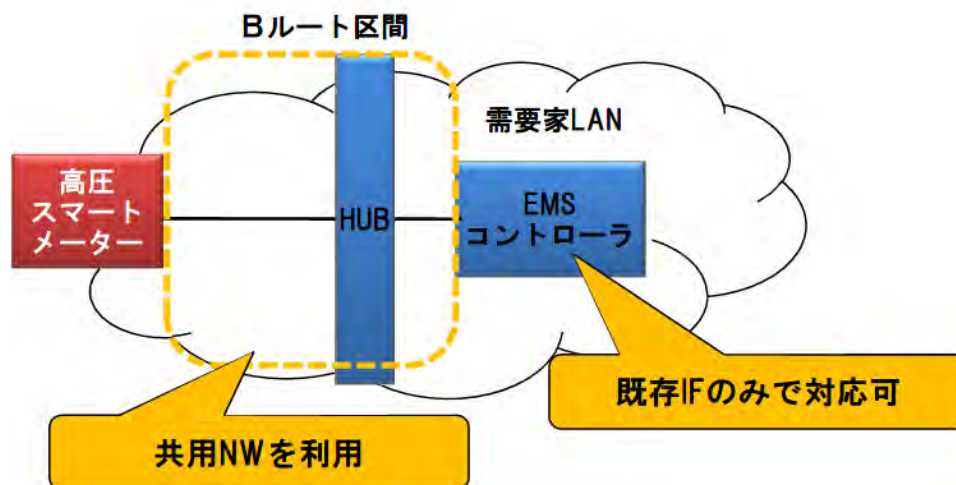 Bルート区間
需要家LAN
高圧
スマート
メーター
HUB
EMS
コントローラ
既存IFのみで対応可
共用NWを利用